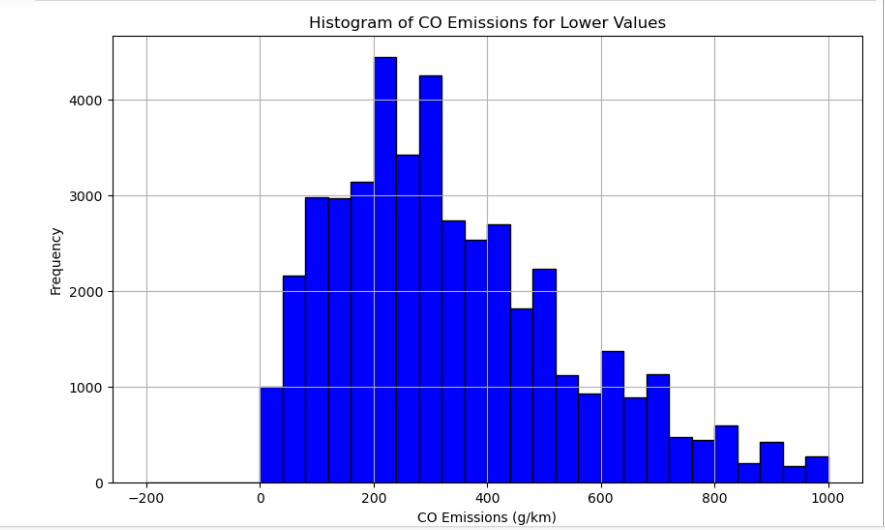 Histogram of CO Emissions for Lower Values
Frequency
4000
3000
2000
1000
0
−200 0 200 400 600 800 1000
CO Emissions (g/km)